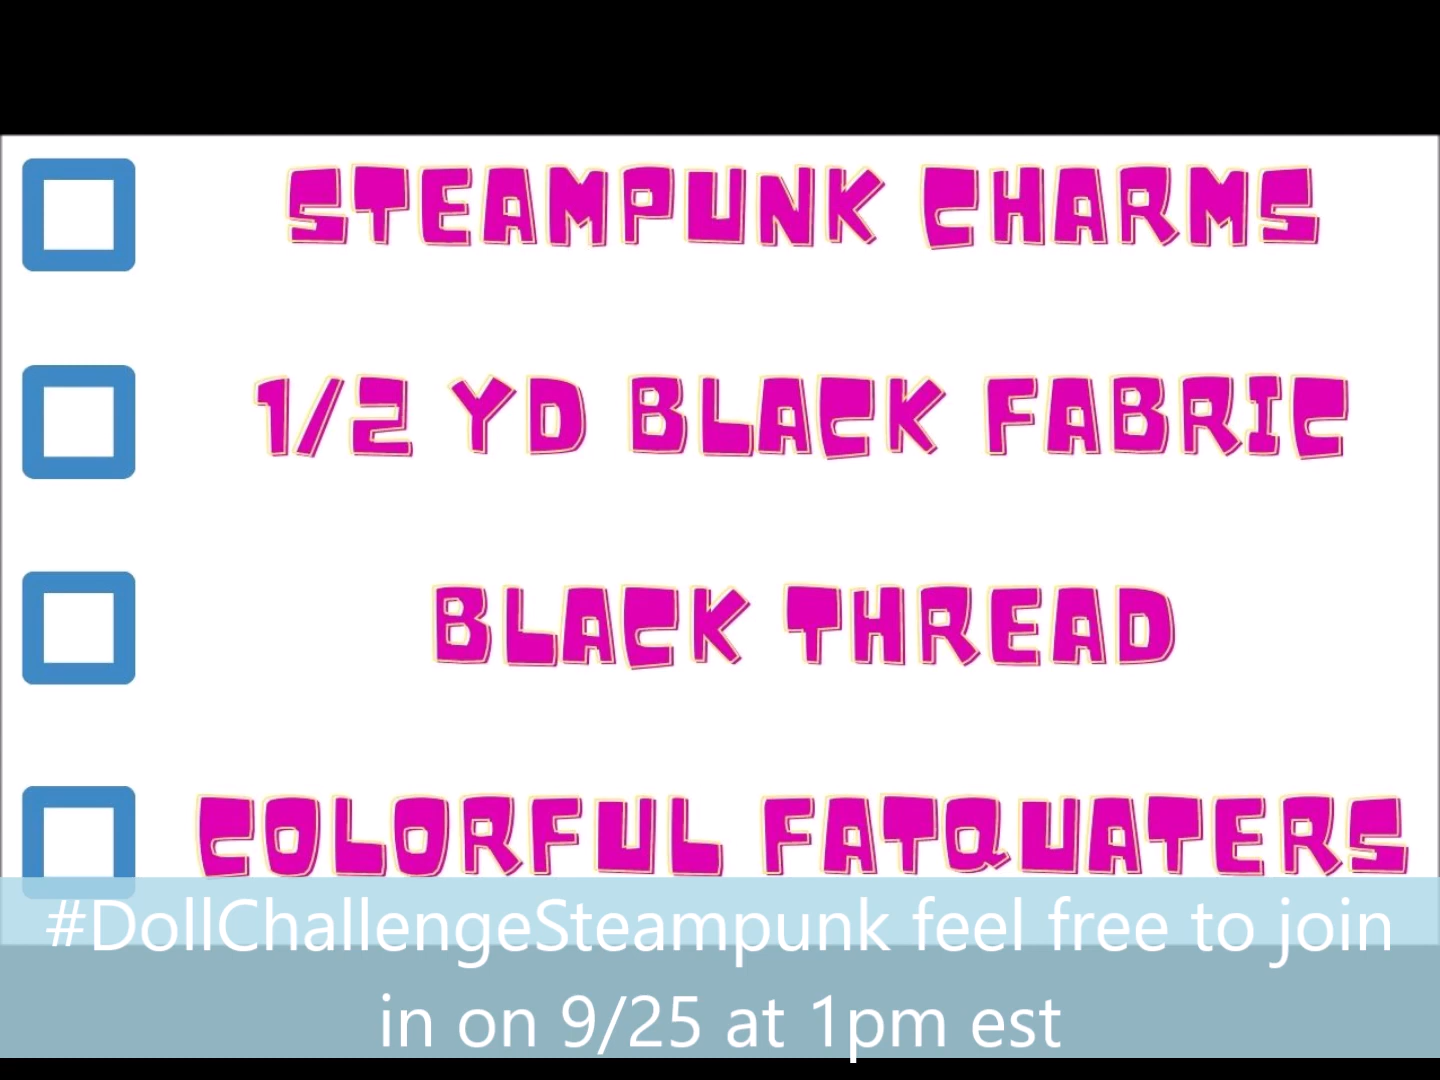 STEAMPUNK CHARMS
1/2 YD BLACK FABRIC
BLACK THREAD
COLORFUL FATQUATERS
#DollChallengeSteampunk feel free to join
in on 9/25 at 1pm est